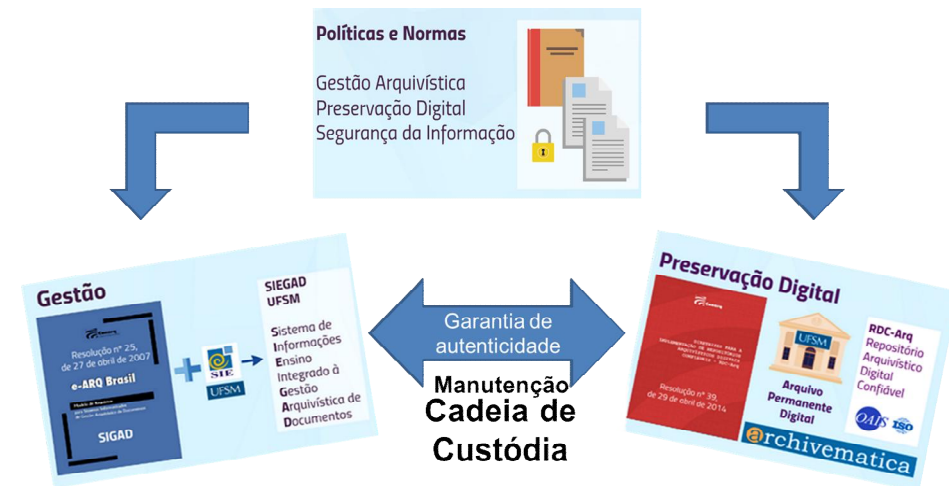 Políticas e Normas
Gestão Arquivística
Preservação Digital
Segurança da Informação
Gestão
Resolução nº 25,
de 27 de abril de 2007
e-ARQ Brasil
SIGAD
SIE
UFSM
SIEGAD
UFSM
Sistema de
Informações
Ensino
Integrado à
Gestão
Arquivística de
Documentos
Garantia de
autenticidade
Manutenção
Cadeia de
Custódia
Preservação Digital
Resolução nº 39,
de 29 de abril de 2014
UFSM
Arquivo
Permanente
Digital
RDC-Arq
Repositório
Arquivístico
Digital
Confiável
OAIS
ISO
archivematica